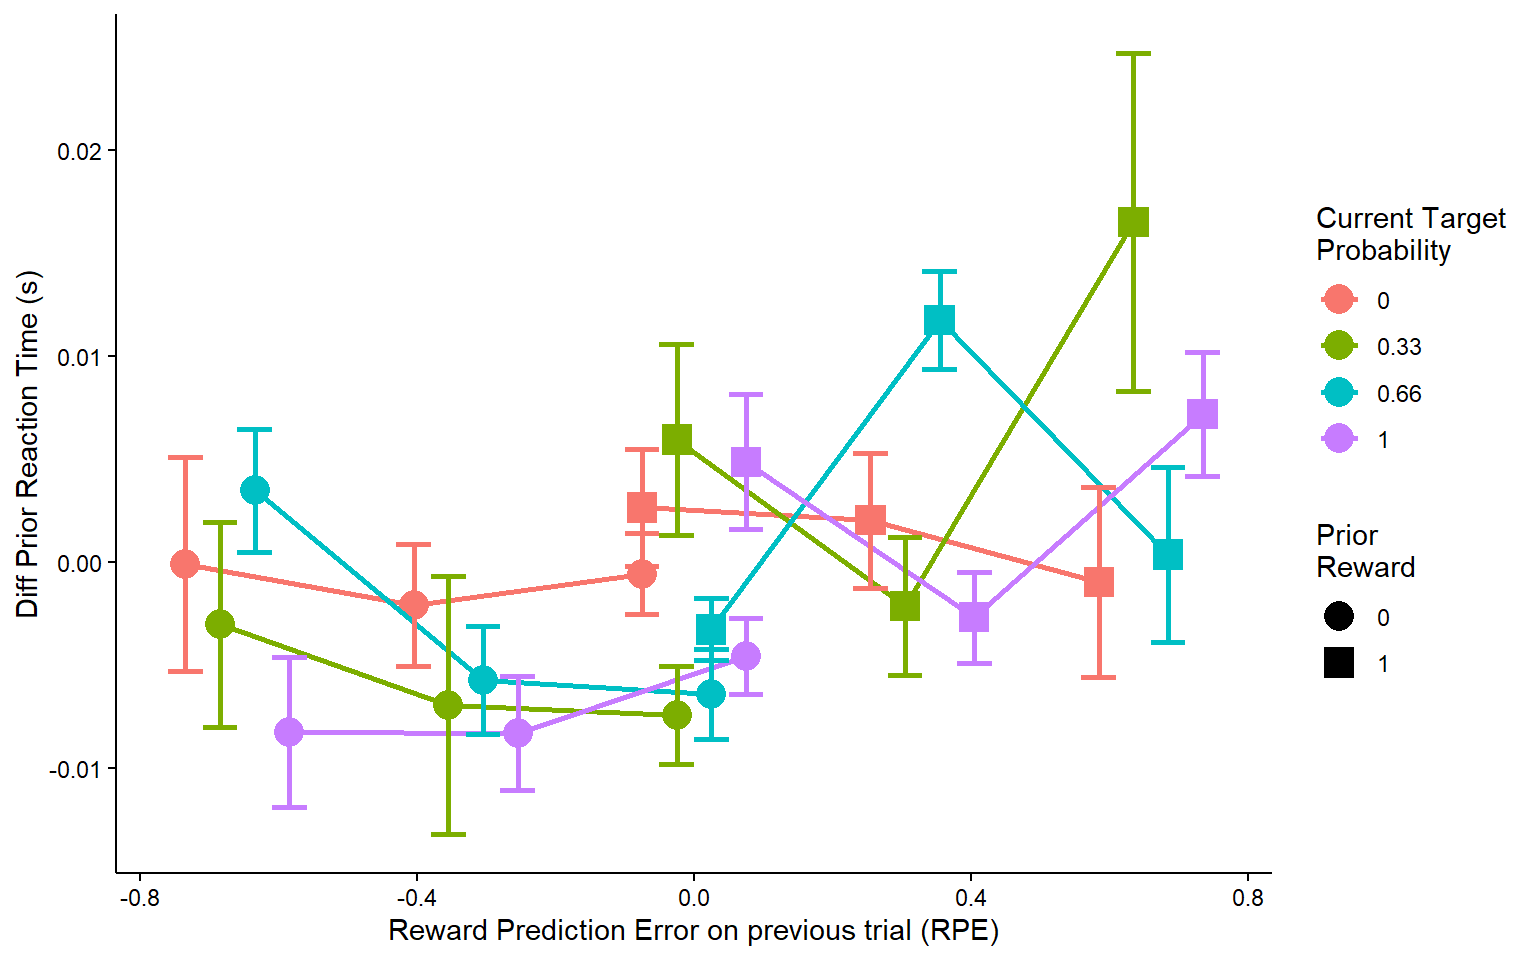 Diff Prior Reaction Time (s)
0.02
0.01
0.00
-0.01
-0.8
-0.4
0.0
0.4
0.8
Reward Prediction Error on previous trial (RPE)
Current Target
Probability
0
0.33
0.66
1
Prior
Reward
0
1